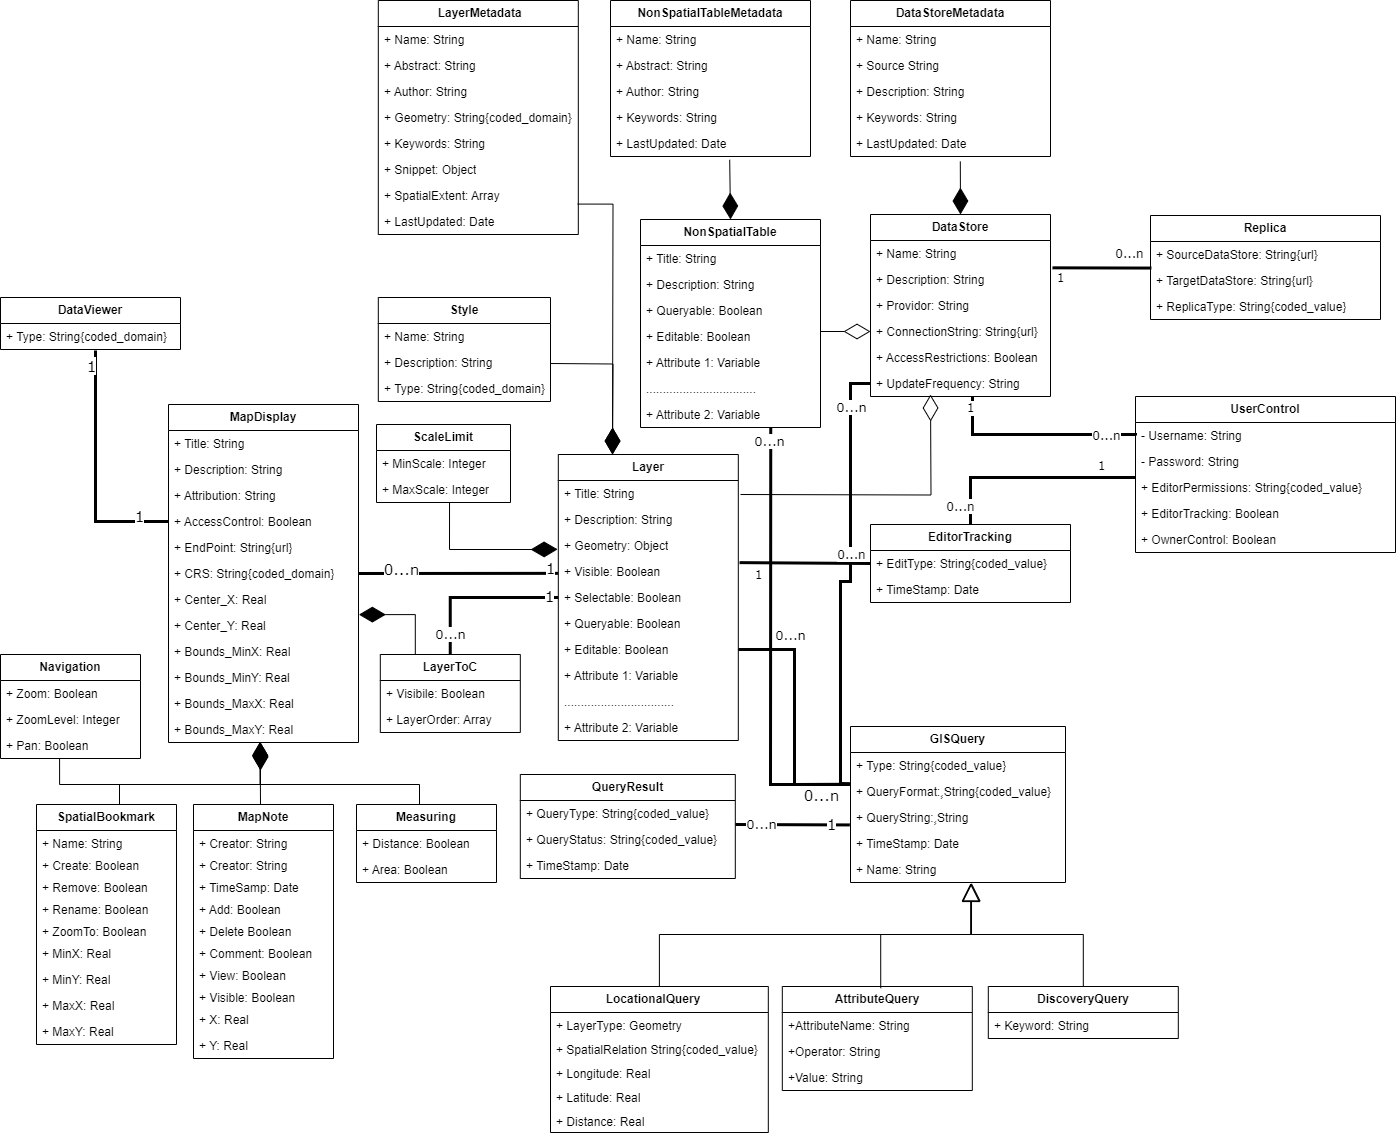 LayerMetadata
+ Name: String
+ Abstract: String
+ Author: String
+ Geometry: String{coded_domain}
+ Keywords: String
+ Snippet: Object
+ SpatialExtent: Array
+ LastUpdated: Date
NonSpatialTableMetadata
+ Name: String
+ Abstract: String
+ Author: String
+ Keywords: String
+ LastUpdated: Date
DataStoreMetadata
+ Name: String
+ Source String
+ Description: String
+ Keywords: String
+ LastUpdated: Date
NonSpatialTable
+ Title: String
+ Description: String
+ Queryable: Boolean
+ Editable: Boolean
+ Attribute 1: Variable
.................................
+ Attribute 2: Variable
0...n
DataStore
+ Name: String
+ Description: String
+ Providor: String
+ ConnectionString: String{url}
+ AccessRestrictions: Boolean
+ UpdateFrequency: String
0...n
1
0...n
1
Replica
+ SourceDataStore: String{url}
+ TargetDataStore: String{url}
+ ReplicaType: String{coded_value}
DataViewer
+ Type: String{coded_domain}
1
Style
+ Name: String
+ Description: String
+ Type: String{coded_domain}
MapDisplay
+ Title: String
+ Description: String
+ Attribution: String
+ AccessControl: Boolean
+ EndPoint: String{url}
+ CRS: String{coded_domain}
+ Center_X: Real
+ Center_Y: Real
+ Bounds_MinX: Real
+ Bounds_MinY: Real
+ Bounds_MaxX: Real
+ Bounds_MaxY: Real
1
0...n
1
ScaleLimit
+ MinScale: Integer
+ MaxScale: Integer
Layer
+ Title: String
+ Description: String
+ Geometry: Object
+ Visible: Boolean
+ Selectable: Boolean
+ Queryable: Boolean
+ Editable: Boolean
+ Attribute 1: Variable
.................................
+ Attribute 2: Variable
1
0...n
1
0...n
0...n
UserControl
- Username: String
- Password: String
+ EditorPermissions: String{coded_value}
+ EditorTracking: Boolean
+ OwnerControl: Boolean
0...n
1
0...n
EditorTracking
+ EditType: String{coded_value}
+ TimeStamp: Date
LayerToC
+ Visibile: Boolean
+ LayerOrder: Array
Navigation
+ Zoom: Boolean
+ ZoomLevel: Integer
+ Pan: Boolean
GISQuery
+ Type: String{coded_value}
+ QueryFormat:,String{coded_value}
+ QueryString:,String
+ TimeStamp: Date
+ Name: String
0...n
0...n
1
QueryResult
+ QueryType: String{coded_value}
+ QueryStatus: String{coded_value}
+ TimeStamp: Date
SpatialBookmark
+ Name: String
+ Create: Boolean
+ Remove: Boolean
+ Rename: Boolean
+ ZoomTo: Boolean
+ MinX: Real
+ MinY: Real
+ MaxX: Real
+ MaxY: Real
MapNote
+ Creator: String
+ Creator: String
+ TimeSamp: Date
+ Add: Boolean
+ Delete Boolean
+ Comment: Boolean
+ View: Boolean
+ Visible: Boolean
+ X: Real
+ Y: Real
Measuring
+ Distance: Boolean
+ Area: Boolean
LocationalQuery
+ LayerType: Geometry
+ SpatialRelation String{coded_value}
+ Longitude: Real
+ Latitude: Real
+ Distance: Real
AttributeQuery
+AttributeName: String
+Operator: String
+Value: String
DiscoveryQuery
+ Keyword: String